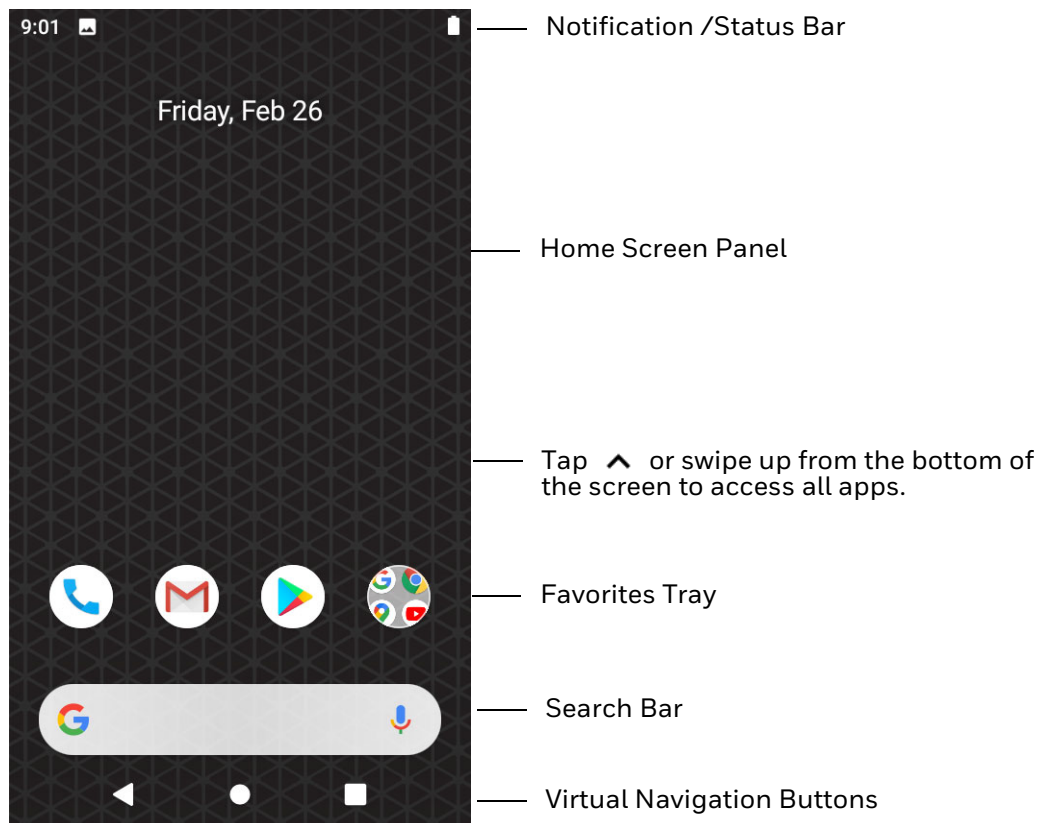 9:01
Notification /Status Bar
Friday, Feb 26
Home Screen Panel
Tap or swipe up from the bottom of
the screen to access all apps.
Favorites Tray
Search Bar
Virtual Navigation Buttons